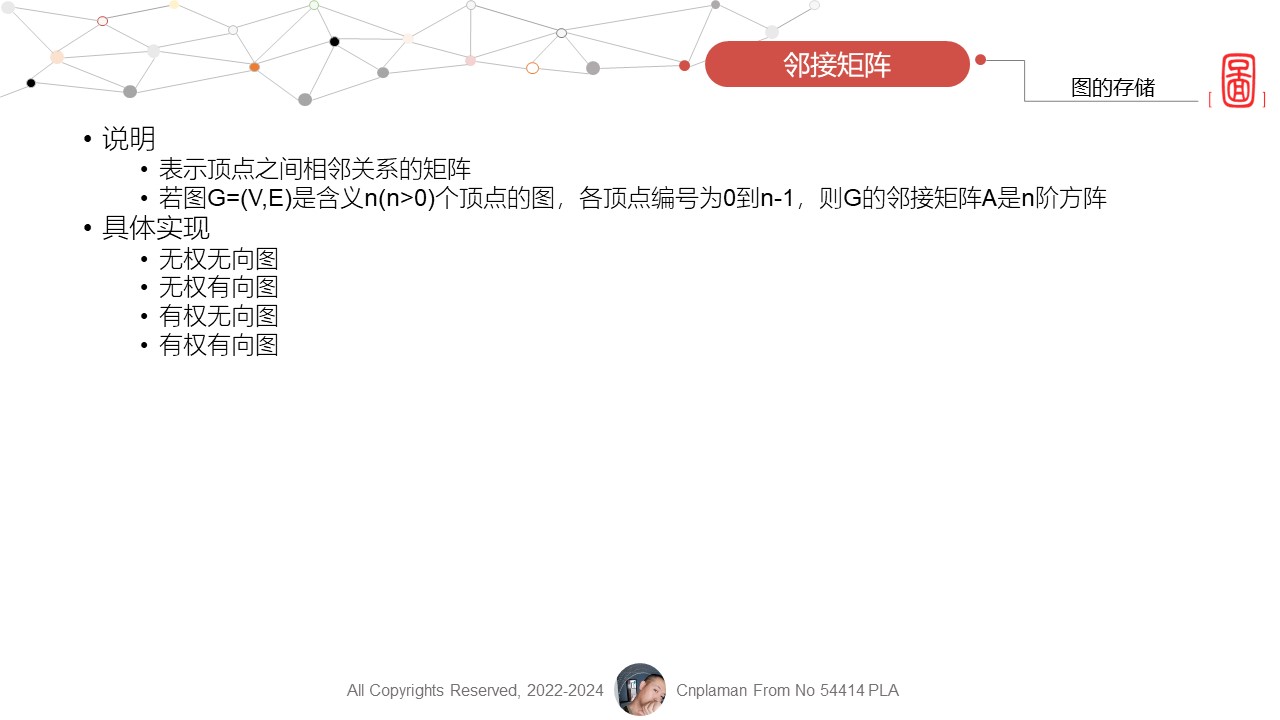 邻接矩阵
图的存储
圖
[ ]
• 说明
• 表示顶点之间相邻关系的矩阵
• 若图G=(V,E)是含义n(n>0)个顶点的图，各顶点编号为0到n-1，则G的邻接矩阵A是n阶方阵
• 具体实现
• 无权无向图
• 无权有向图
• 有权无向图
• 有权有向图
All Copyrights Reserved, 2022-2024 Cnplaman From No 54414 PLA